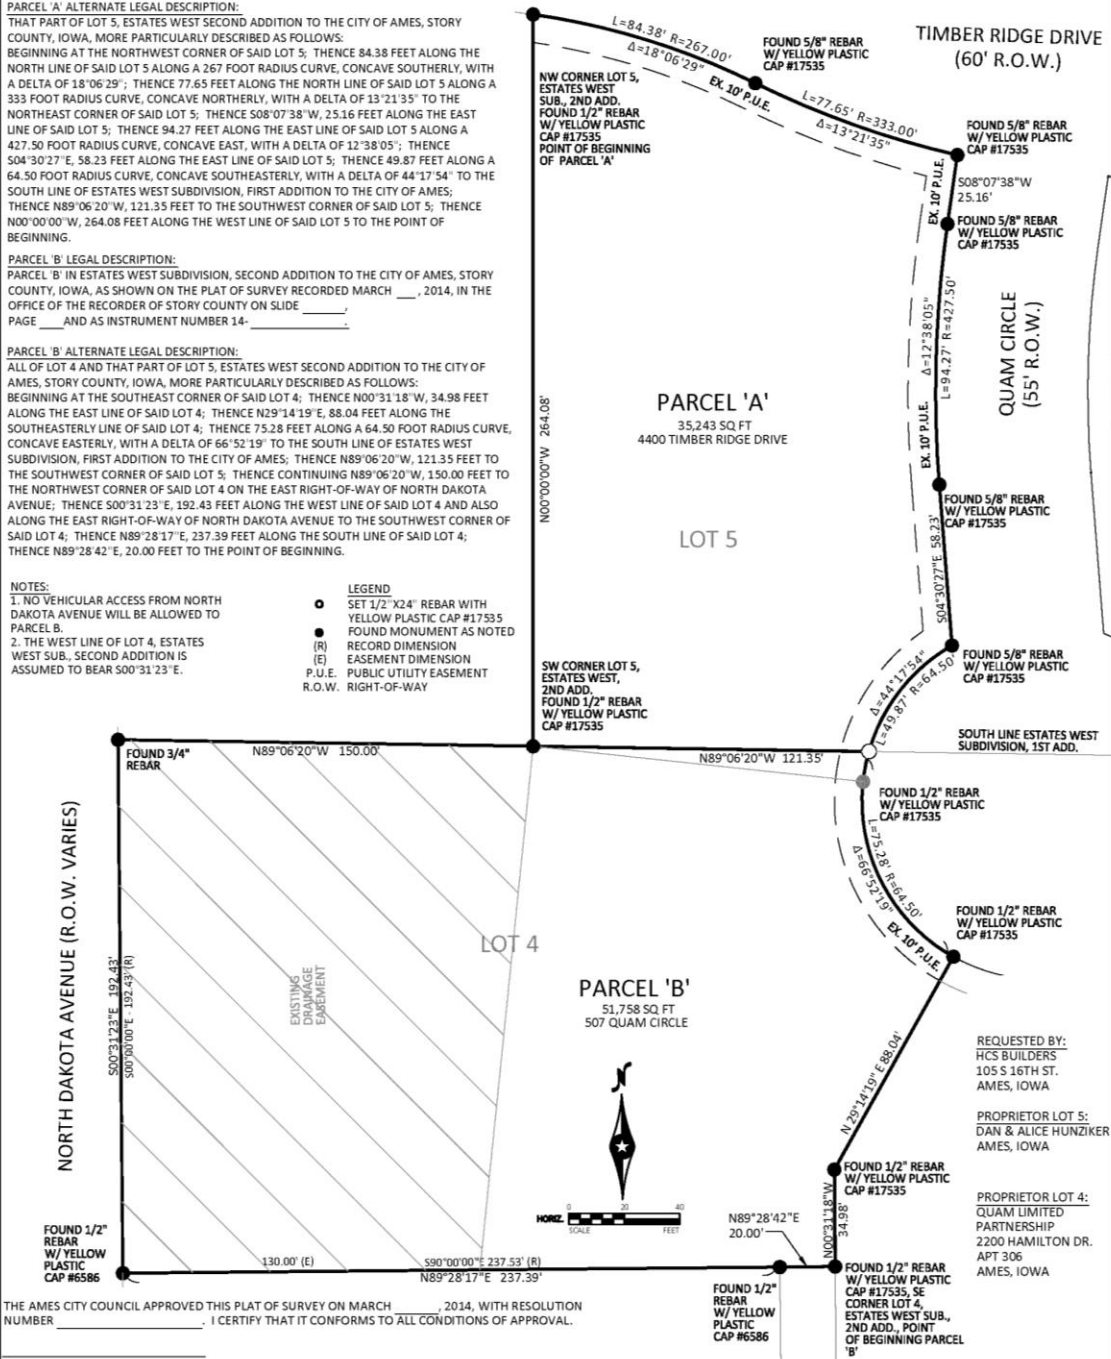 PARCEL 'A' ALTERNATE LEGAL DESCRIPTION:
THAT PART OF LOT 5, ESTATES WEST SECOND ADDITION TO THE CITY OF AMES, STORY
COUNTY, IOWA, MORE PARTICULARLY DESCRIBED AS FOLLOWS:
BEGINNING AT THE NORTHWEST CORNER OF SAID LOT 5; THENCE 84.38 FEET ALONG THE
NORTH LINE OF SAID LOT 5 ALONG A 267 FOOT RADIUS CURVE, CONCAVE SOUTHERLY, WITH
A DELTA OF 18°06'29"; THENCE 77.65 FEET ALONG THE NORTH LINE OF SAID LOT 5 ALONG A
333 FOOT RADIUS CURVE, CONCAVE NORTHERLY, WITH A DELTA OF 13°21'35" TO THE
NORTHEAST CORNER OF SAID LOT 5; THENCE S08°07'38"W, 25.16 FEET ALONG THE EAST
LINE OF SAID LOT 5; THENCE 94.27 FEET ALONG THE EAST LINE OF SAID LOT 5 ALONG A
427.50 FOOT RADIUS CURVE, CONCAVE EAST, WITH A DELTA OF 12°38'05"; THENCE
S04°30'27"E, 58.23 FEET ALONG THE EAST LINE OF SAID LOT 5; THENCE 49.87 FEET ALONG A
64.50 FOOT RADIUS CURVE, CONCAVE SOUTHEASTERLY, WITH A DELTA OF 44°17'54" TO THE
SOUTH LINE OF ESTATES WEST SUBDIVISION, FIRST ADDITION TO THE CITY OF AMES;
THENCE N89°06'20"W, 121.35 FEET TO THE SOUTHWEST CORNER OF SAID LOT 5; THENCE
N00°00'00"W, 264.08 FEET ALONG THE WEST LINE OF SAID LOT 5 TO THE POINT OF
BEGINNING.
PARCEL 'B' LEGAL DESCRIPTION:
PARCEL 'B' IN ESTATES WEST SUBDIVISION, SECOND ADDITION TO THE CITY OF AMES, STORY
COUNTY, IOWA, AS SHOWN ON THE PLAT OF SURVEY RECORDED MARCH ___, 2014, IN THE
OFFICE OF THE RECORDER OF STORY COUNTY ON SLIDE ______,
PAGE ____ AND AS INSTRUMENT NUMBER 14-____________.
PARCEL 'B' ALTERNATE LEGAL DESCRIPTION:
ALL OF LOT 4 AND THAT PART OF LOT 5, ESTATES WEST SECOND ADDITION TO THE CITY OF
AMES, STORY COUNTY, IOWA, MORE PARTICULARLY DESCRIBED AS FOLLOWS:
BEGINNING AT THE SOUTHEAST CORNER OF SAID LOT 4; THENCE N00°31'18"W, 34.98 FEET
ALONG THE EAST LINE OF SAID LOT 4; THENCE N29°14'19"E, 88.04 FEET ALONG THE
SOUTHEASTERLY LINE OF SAID LOT 4; THENCE 75.28 FEET ALONG A 64.50 FOOT RADIUS CURVE,
CONCAVE EASTERLY, WITH A DELTA OF 66°52'19" TO THE SOUTH LINE OF ESTATES WEST
SUBDIVISION, FIRST ADDITION TO THE CITY OF AMES; THENCE N89°06'20"W, 121.35 FEET TO
THE SOUTHWEST CORNER OF SAID LOT 5; THENCE CONTINUING N89°06'20"W, 150.00 FEET TO
THE NORTHWEST CORNER OF SAID LOT 4 ON THE EAST RIGHT-OF-WAY OF NORTH DAKOTA
AVENUE; THENCE S00°31'23"E, 192.43 FEET ALONG THE WEST LINE OF SAID LOT 4 AND ALSO
ALONG THE EAST RIGHT-OF-WAY OF NORTH DAKOTA AVENUE TO THE SOUTHWEST CORNER OF
SAID LOT 4; THENCE N89°28'17"E, 237.39 FEET ALONG THE SOUTH LINE OF SAID LOT 4;
THENCE N89°28'42"E, 20.00 FEET TO THE POINT OF BEGINNING.
NOTES:
1. NO VEHICULAR ACCESS FROM NORTH
DAKOTA AVENUE WILL BE ALLOWED TO
PARCEL B.
2. THE WEST LINE OF LOT 4, ESTATES
WEST SUB., SECOND ADDITION IS
ASSUMED TO BEAR S00°31'23"E.
LEGEND
SET 1/2"X24" REBAR WITH
YELLOW PLASTIC CAP #17535
FOUND MONUMENT AS NOTED
(R) RECORD DIMENSION
(E) EASEMENT DIMENSION
P.U.E. PUBLIC UTILITY EASEMENT
R.O.W. RIGHT-OF-WAY
L=84.38' R=267.00'
Δ=18°06'29"
EX. 10' P.U.E.
FOUND 5/8" REBAR
W/ YELLOW PLASTIC
CAP #17535
TIMBER RIDGE DRIVE
(60' R.O.W.)
NW CORNER LOT 5,
ESTATES WEST
SUB., 2ND ADD.
FOUND 1/2" REBAR
W/ YELLOW PLASTIC
CAP #17535
POINT OF BEGINNING
OF PARCEL 'A'
L=77.65' R=333.00'
Δ=13°21'35"
FOUND 5/8" REBAR
W/ YELLOW PLASTIC
CAP #17535
EX. 10' P.U.E.
S08°07'38"W
25.16'
FOUND 5/8" REBAR
W/ YELLOW PLASTIC
CAP #17535
Δ=12°38'05"
L=94.27' R=427.50'
QUAM CIRCLE
(55' R.O.W.)
EX. 10' P.U.E.
PARCEL 'A'
35,243 SQ FT
4400 TIMBER RIDGE DRIVE
N00°00'00"W 264.08'
LOT 5
FOUND 5/8" REBAR
W/ YELLOW PLASTIC
CAP #17535
S04°30'27"E 58.23'
FOUND 5/8" REBAR
W/ YELLOW PLASTIC
CAP #17535
Δ=44°17'54"
L=49.87' R=64.50'
SW CORNER LOT 5,
ESTATES WEST,
2ND ADD.
FOUND 1/2" REBAR
W/ YELLOW PLASTIC
CAP #17535
SOUTH LINE ESTATES WEST
SUBDIVISION, 1ST ADD.
FOUND 3/4"
REBAR
N89°06'20"W 150.00'
N89°06'20"W 121.35'
FOUND 1/2" REBAR
W/ YELLOW PLASTIC
CAP #17535
L=75.28' R=64.50'
Δ=66°52'19"
EX. 10' P.U.E.
FOUND 1/2" REBAR
W/ YELLOW PLASTIC
CAP #17535
NORTH DAKOTA AVENUE (R.O.W. VARIES)
S00°31'23"E 192.43'
S00°00'00"E - 192.43' (R)
EXISTING
DRAINAGE
EASEMENT
LOT 4
PARCEL 'B'
51,758 SQ FT
507 QUAM CIRCLE
N 29°14'19" E 88.04'
REQUESTED BY:
HCS BUILDERS
105 S 16TH ST.
AMES, IOWA
PROPRIETOR LOT 5:
DAN & ALICE HUNZIKER
AMES, IOWA
PROPRIETOR LOT 4:
QUAM LIMITED
PARTNERSHIP
2200 HAMILTON DR.
APT 306
AMES, IOWA
N
FOUND 1/2" REBAR
W/ YELLOW PLASTIC
CAP #17535
0 20 40
HORIZ.
SCALE FEET
N89°28'42"E
20.00'
N00°31'18"W
34.98'
FOUND 1/2"
REBAR
W/ YELLOW
PLASTIC
CAP #6586
130.00' (E)
S90°00'00"E 237.53' (R)
N89°28'17"E 237.39'
FOUND 1/2"
REBAR
W/ YELLOW
PLASTIC
CAP #6586
FOUND 1/2" REBAR
W/ YELLOW PLASTIC
CAP #17535, SE
CORNER LOT 4,
ESTATES WEST SUB.,
2ND ADD., POINT
OF BEGINNING PARCEL
'B'
THE AMES CITY COUNCIL APPROVED THIS PLAT OF SURVEY ON MARCH ______, 2014, WITH RESOLUTION
NUMBER ____________________. I CERTIFY THAT IT CONFORMS TO ALL CONDITIONS OF APPROVAL.